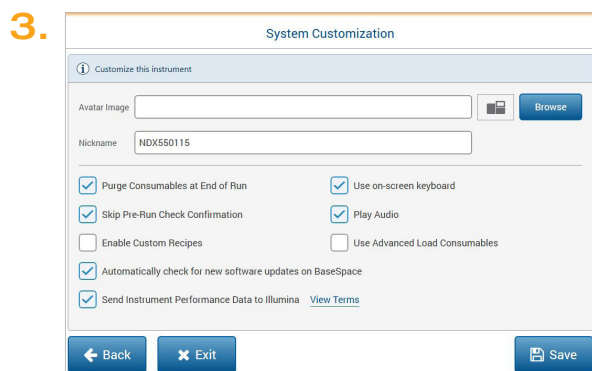 3.
System Customization
Customize this instrument
Avatar Image
Browse
Nickname NDX550115
Purge Consumables at End of Run Use on-screen keyboard
Skip Pre-Run Check Confirmation Play Audio
Enable Custom Recipes Use Advanced Load Consumables
Automatically check for new software updates on BaseSpace
Send Instrument Performance Data to Illumina View Terms
Back Exit Save